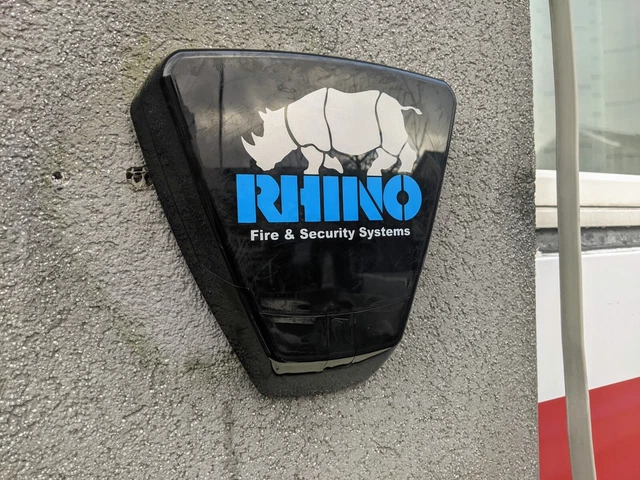 RHINO
Fire & Security Systems